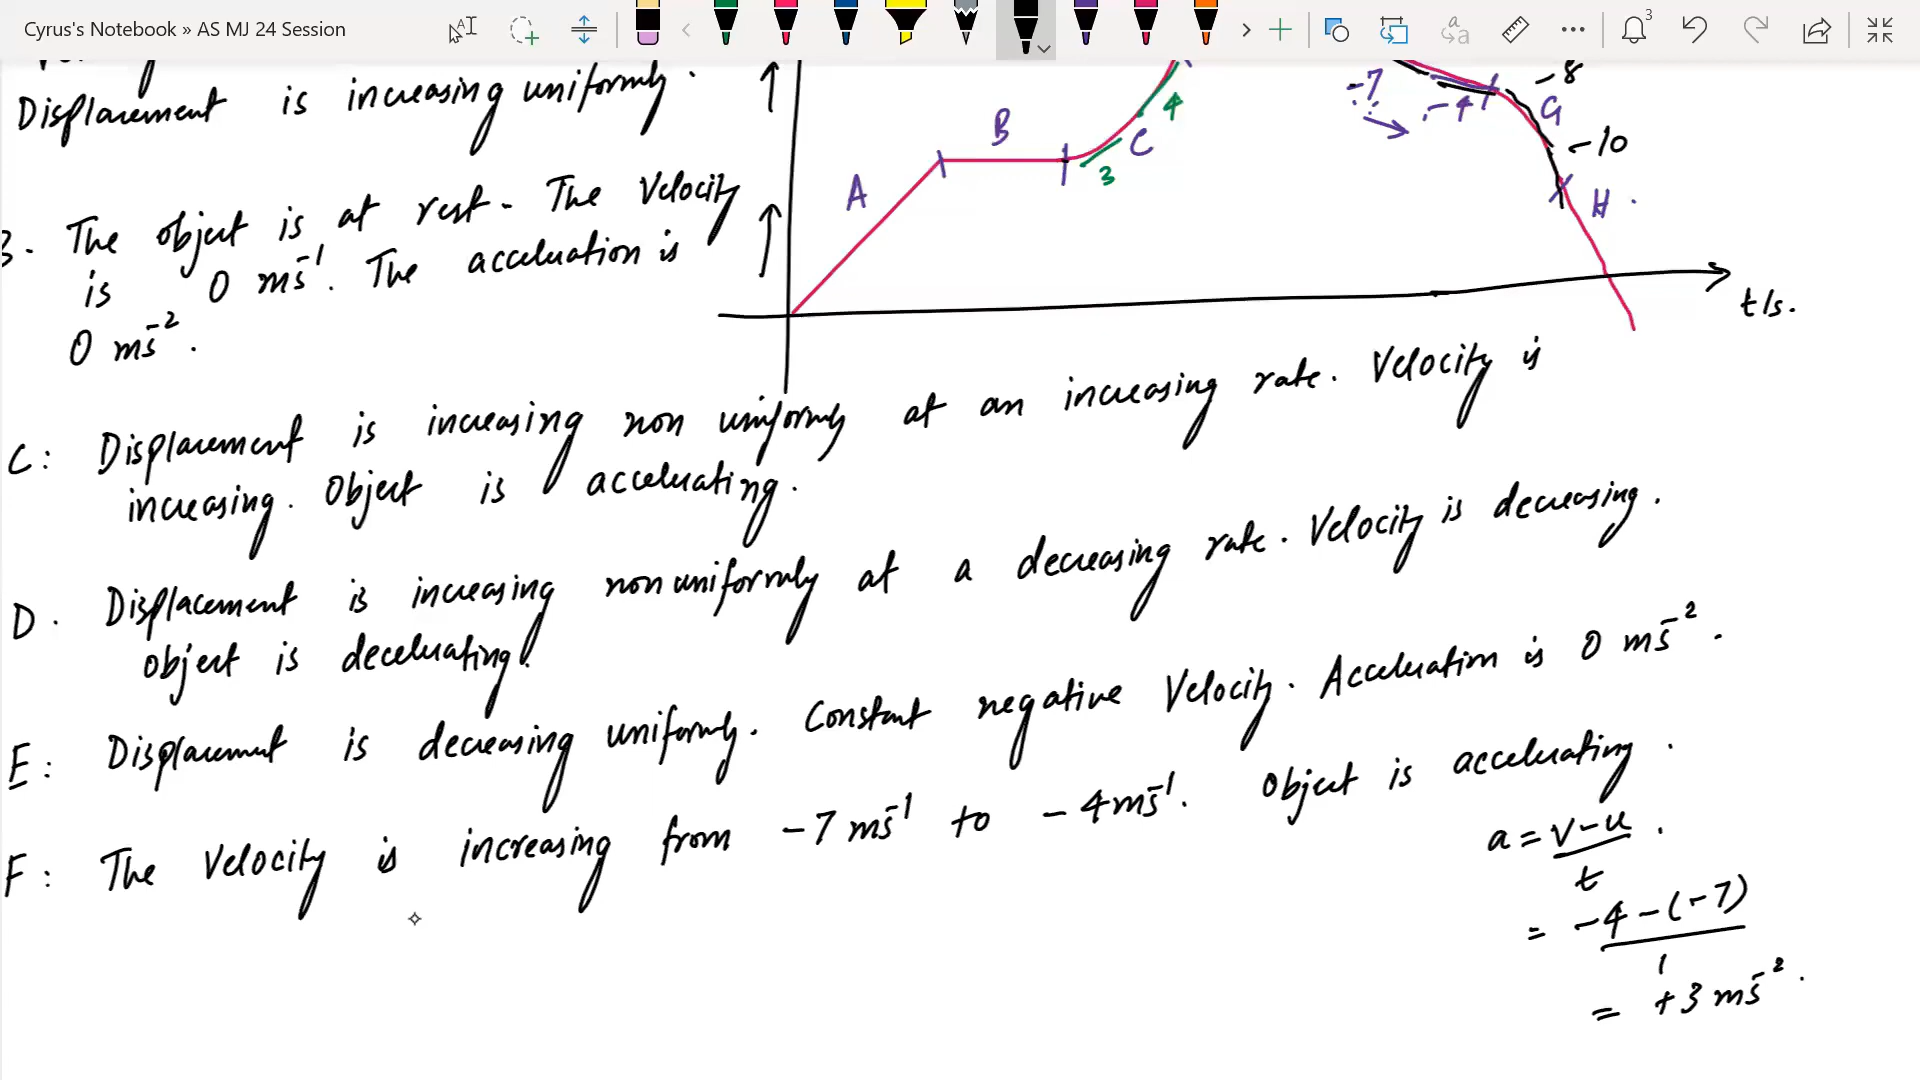 Cyrus's Notebook » AS MJ 24 Session
3
Displacement is increasing uniformly.
B. The object is at rest. The Velocity
is 0 ms⁻¹. The acceleration is
0 ms⁻².
A
B
C
3
4
-7
-4
-8
G
-10
H.
t/s.
C: Displacement is increasing non uniformly at an increasing rate. Velocity is
increasing. Object is accelerating.
D. Displacement is increasing non uniformly at a decreasing rate. Velocity is decreasing.
object is decelerating.
E: Displacement is decreasing uniformly. Constant negative Velocity. Acceleration is 0 ms⁻².
F: The Velocity is increasing from -7 ms⁻¹ to -4 ms⁻¹. Object is accelerating.
a = v-u / t.
= -4-(-7) / 1
= +3 ms⁻².